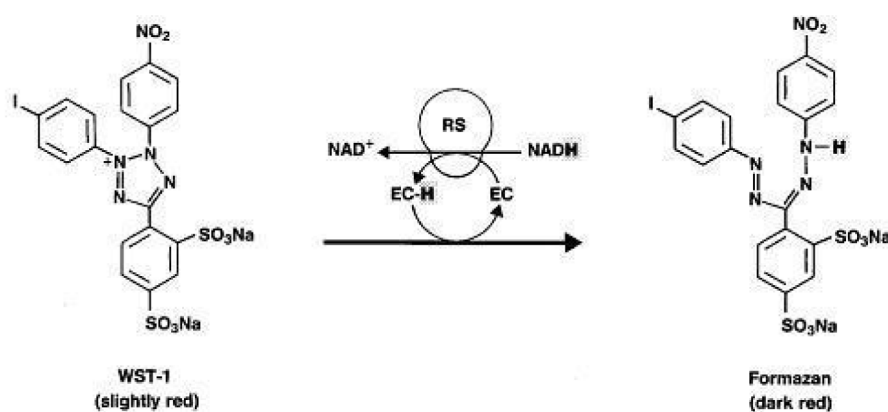 NO₂
I
N
+
N
N
N
SO₃Na
SO₃Na
WST-1
(slightly red)
RS
NAD⁺
NADH
EC-H
EC
NO₂
I
N
N
N
H
N
SO₃Na
SO₃Na
Formazan
(dark red)